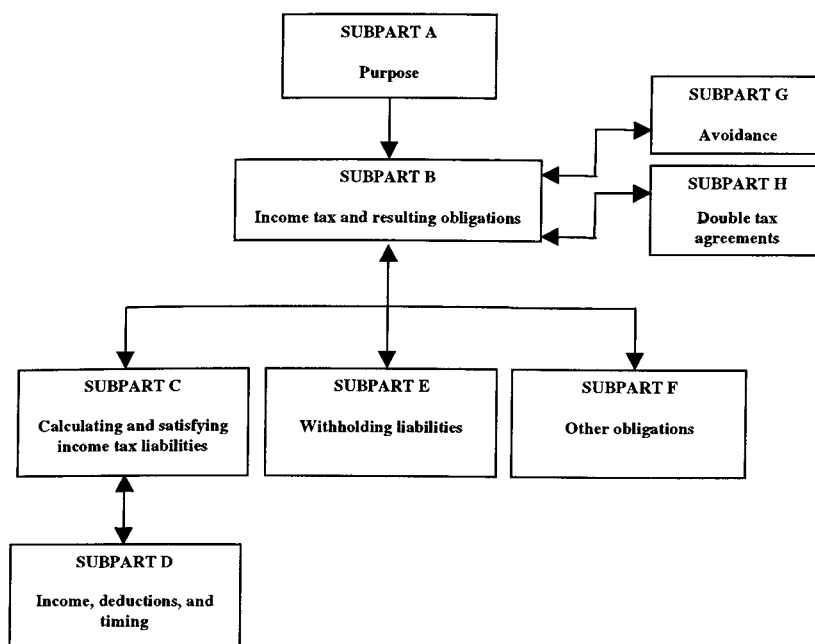 SUBPART A
Purpose
SUBPART G
Avoidance
SUBPART B
Income tax and resulting obligations
SUBPART H
Double tax
agreements
SUBPART C
Calculating and satisfying
income tax liabilities
SUBPART E
Withholding liabilities
SUBPART F
Other obligations
SUBPART D
Income, deductions, and
timing